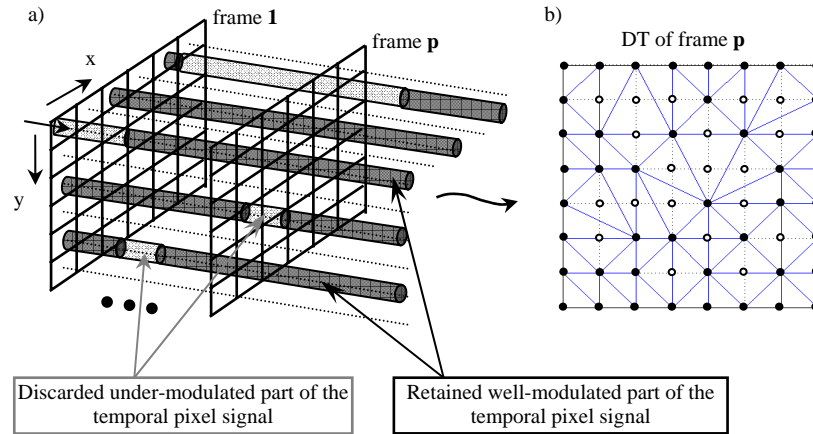 a)
frame 1
b)
DT of frame p
frame p
x
y
Discarded under-modulated part of the
temporal pixel signal
Retained well-modulated part of the
temporal pixel signal